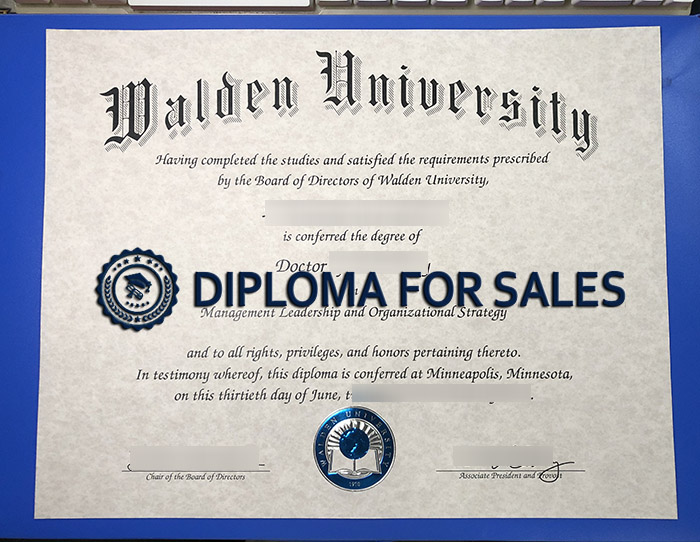 Walden University
Having completed the studies and satisfied the requirements prescribed
by the Board of Directors of Walden University,
is conferred the degree of
Doctor
DIPLOMA FOR SALES
Management Leadership and Organizational Strategy
and to all rights, privileges, and honors pertaining thereto.
In testimony whereof, this diploma is conferred at Minneapolis, Minnesota,
on this thirtieth day of June,
WALDEN UNIVERSITY
1970
Chair of the Board of Directors
Associate President and Provost